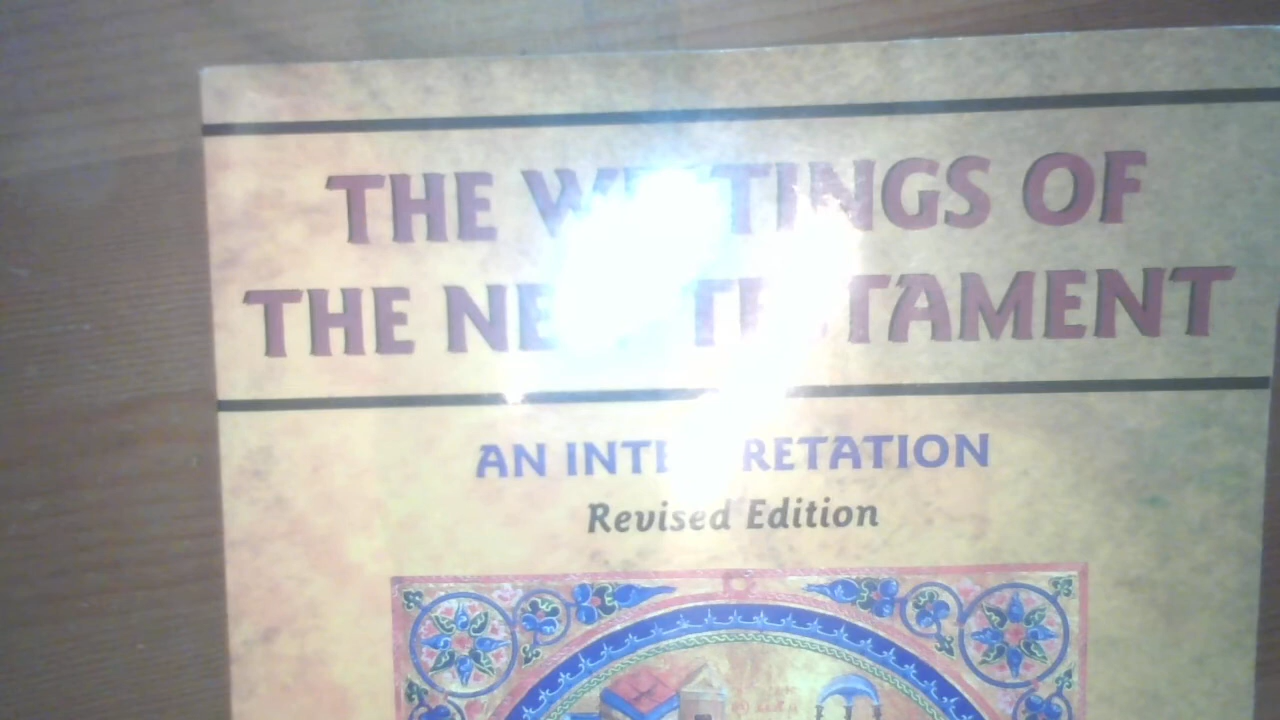 THE WRITINGS OF
THE NEW TESTAMENT
AN INTERPRETATION
Revised Edition